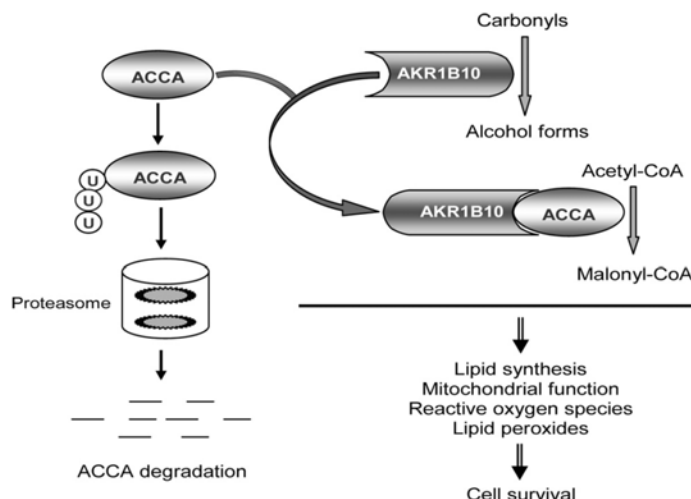 Carbonyls
ACCA
AKR1B10
Alcohol forms
ACCA
U
U
U
Acetyl-CoA
AKR1B10
ACCA
Malonyl-CoA
Proteasome
Lipid synthesis
Mitochondrial function
Reactive oxygen species
Lipid peroxides
ACCA degradation
Cell survival